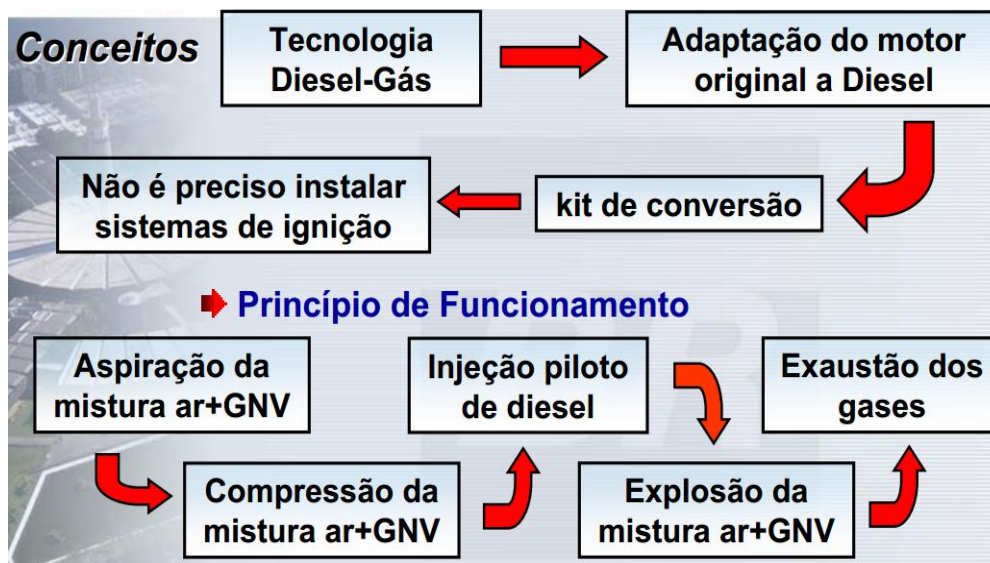 Conceitos
Tecnologia
Diesel-Gás
Adaptação do motor
original a Diesel
Não é preciso instalar
sistemas de ignição
kit de conversão
Princípio de Funcionamento
Aspiração da
mistura ar+GNV
Injeção piloto
de diesel
Exaustão dos
gases
Compressão da
mistura ar+GNV
Explosão da
mistura ar+GNV